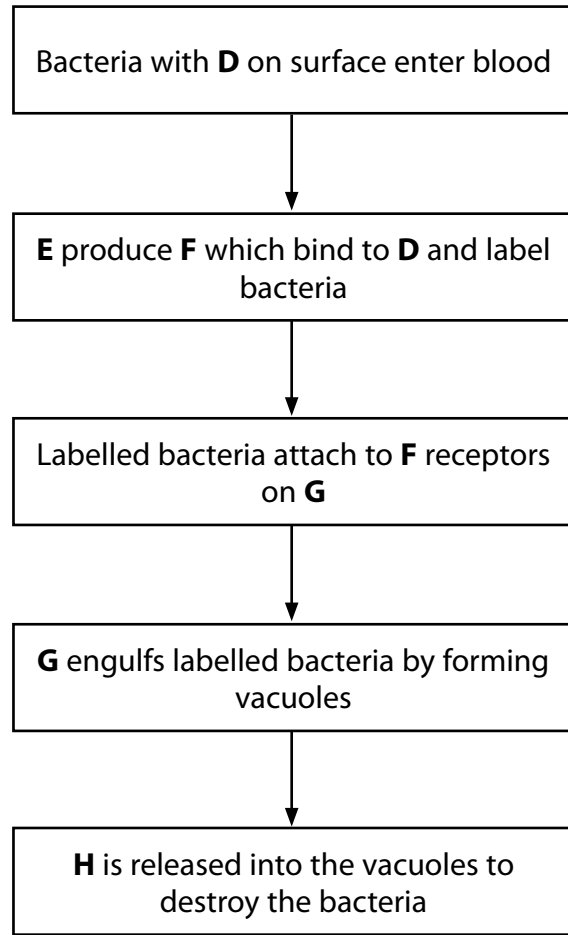 Bacteria with D on surface enter blood
E produce F which bind to D and label
bacteria
Labelled bacteria attach to F receptors
on G
G engulfs labelled bacteria by forming
vacuoles
H is released into the vacuoles to
destroy the bacteria